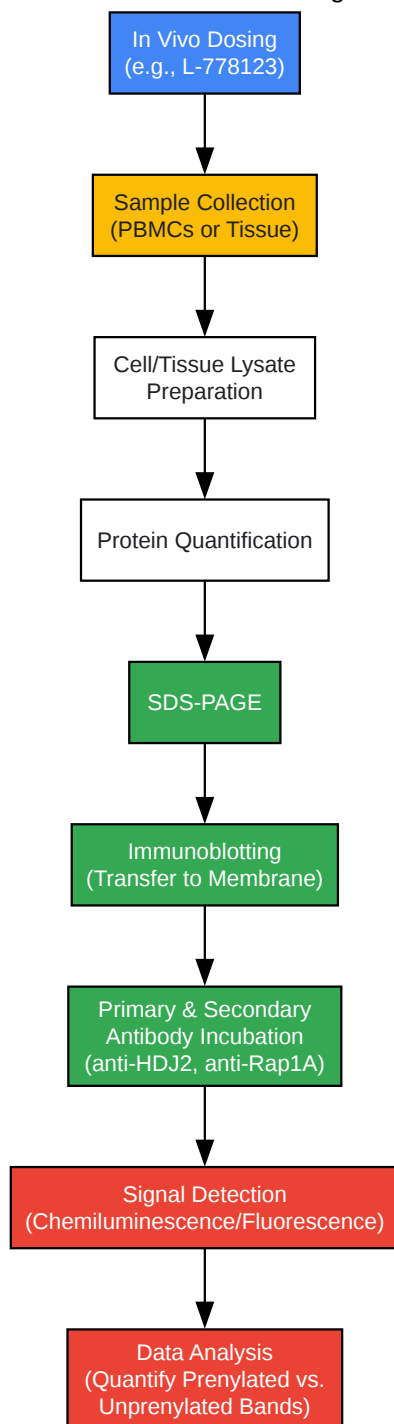 In Vivo Dosing
(e.g., L-778123)
Sample Collection
(PBMCs or Tissue)
Cell/Tissue Lysate
Preparation
Protein Quantification
SDS-PAGE
Immunoblotting
(Transfer to Membrane)
Primary & Secondary
Antibody Incubation
(anti-HDJ2, anti-Rap1A)
Signal Detection
(Chemiluminescence/Fluorescence)
Data Analysis
(Quantify Prenylated vs.
Unprenylated Bands)